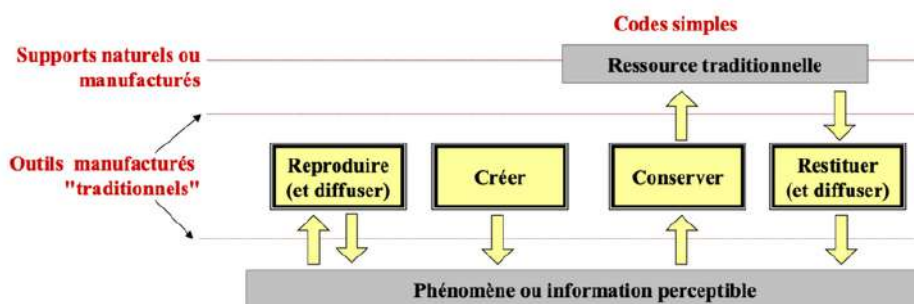 Codes simples
Supports naturels ou
manufacturés
Ressource traditionnelle
Outils manufacturés
"traditionnels"
Reproduire
(et diffuser)
Créer
Conserver
Restituer
(et diffuser)
Phénomène ou information perceptible